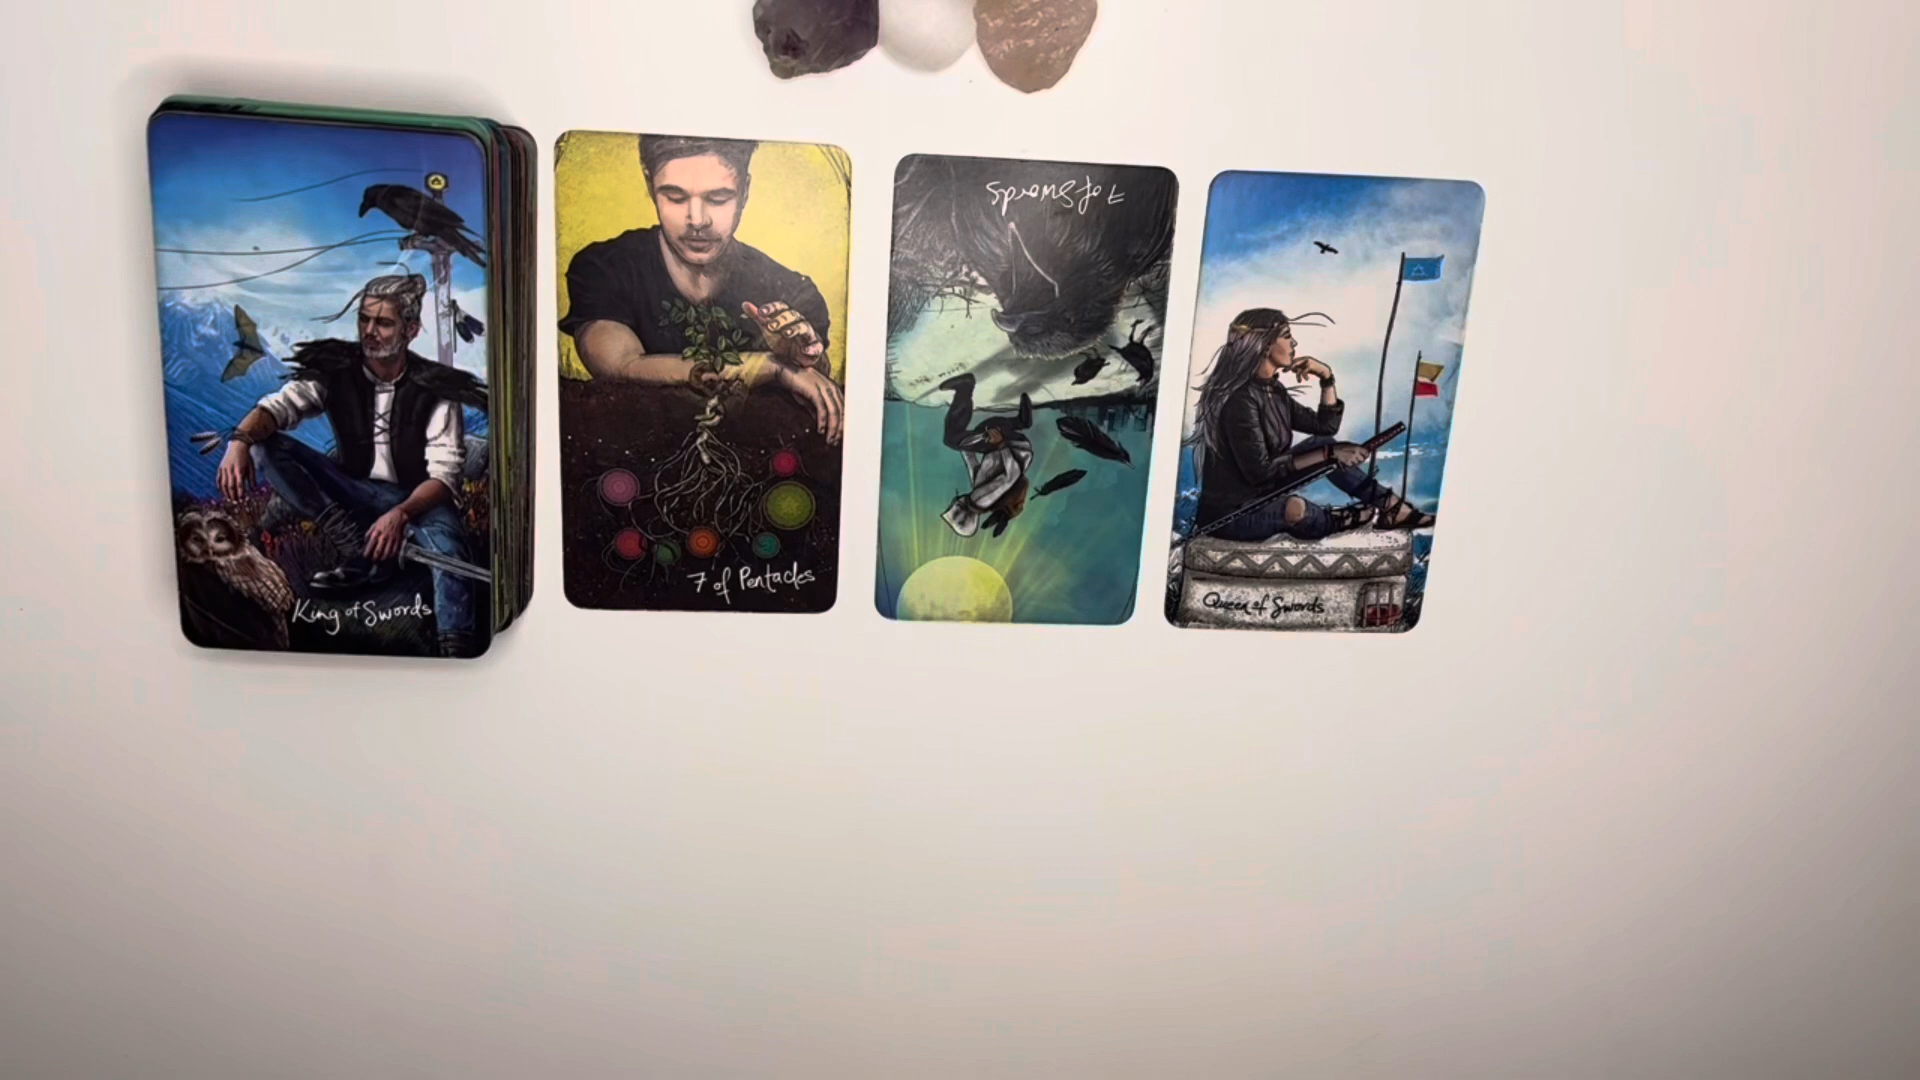 King of Swords
7 of Pentacles
7 of Swords
Queen of Swords